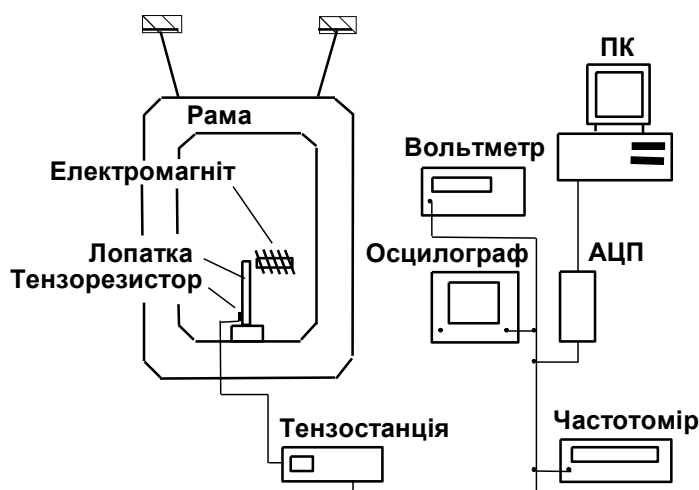 ПК
Рама
Вольтметр
Електромагніт
Лопатка
Тензорезистор
Осцилограф
АЦП
Тензостанція
Частотомір